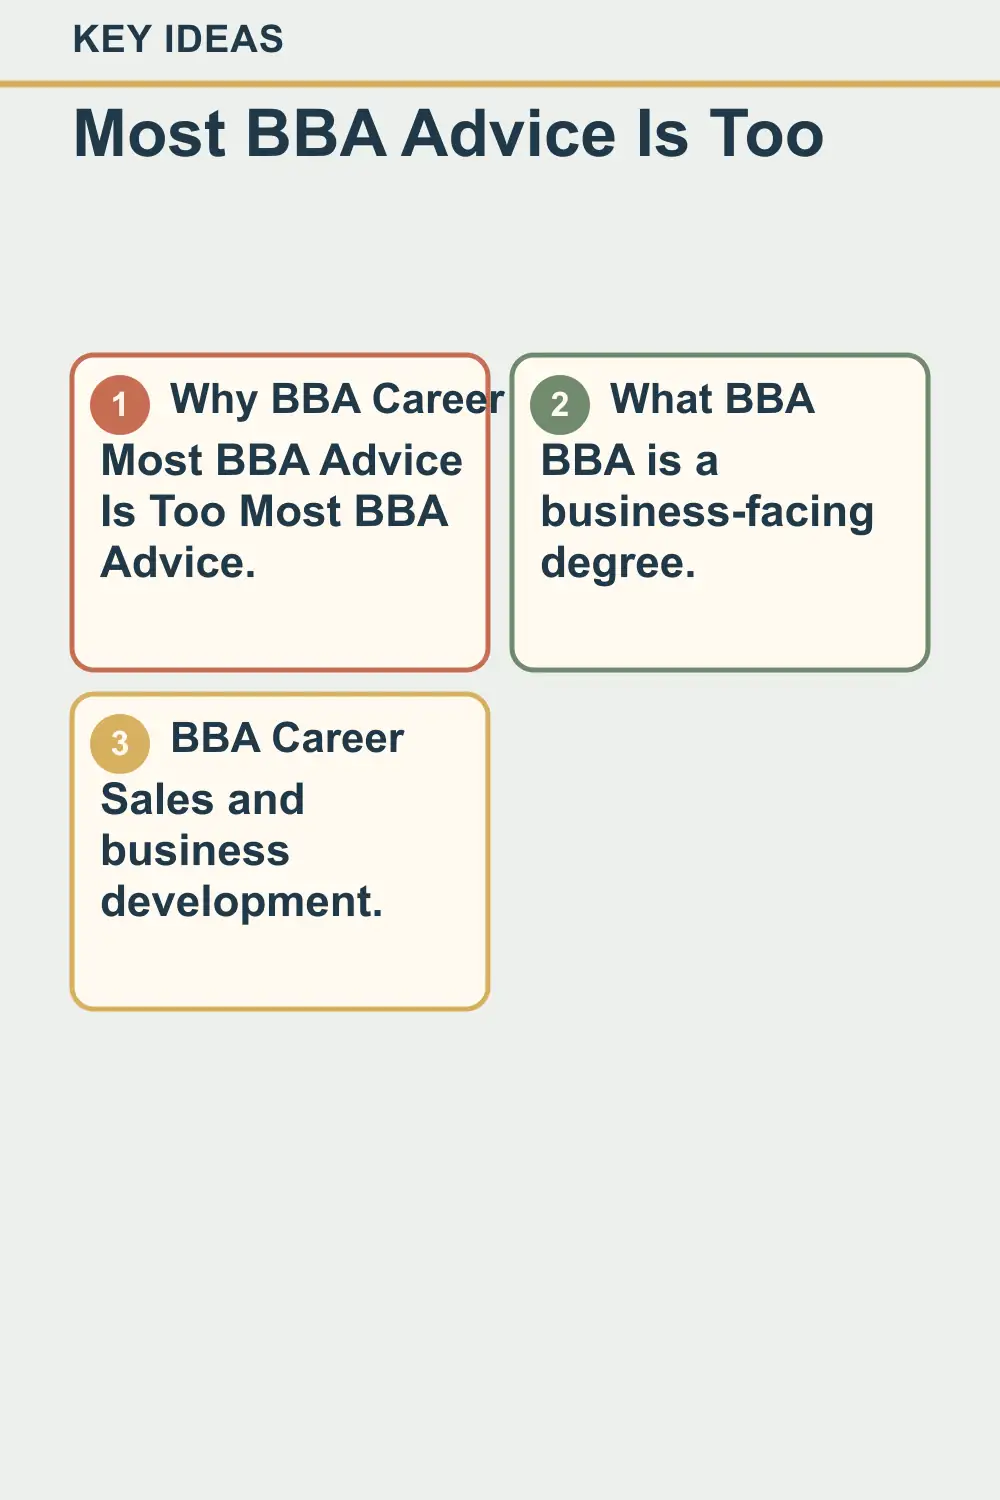 KEY IDEAS
Most BBA Advice Is Too
1 Why BBA Career
Most BBA Advice
Is Too Most BBA
Advice.
2 What BBA
BBA is a
business-facing
degree.
3 BBA Career
Sales and
business
development.